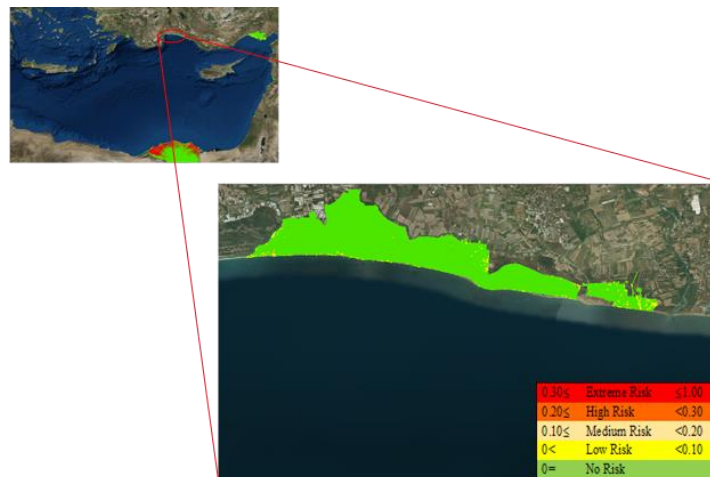 0.30≤ Extreme Risk ≤1.00
0.20≤ High Risk <0.30
0.10≤ Medium Risk <0.20
0< Low Risk <0.10
0= No Risk